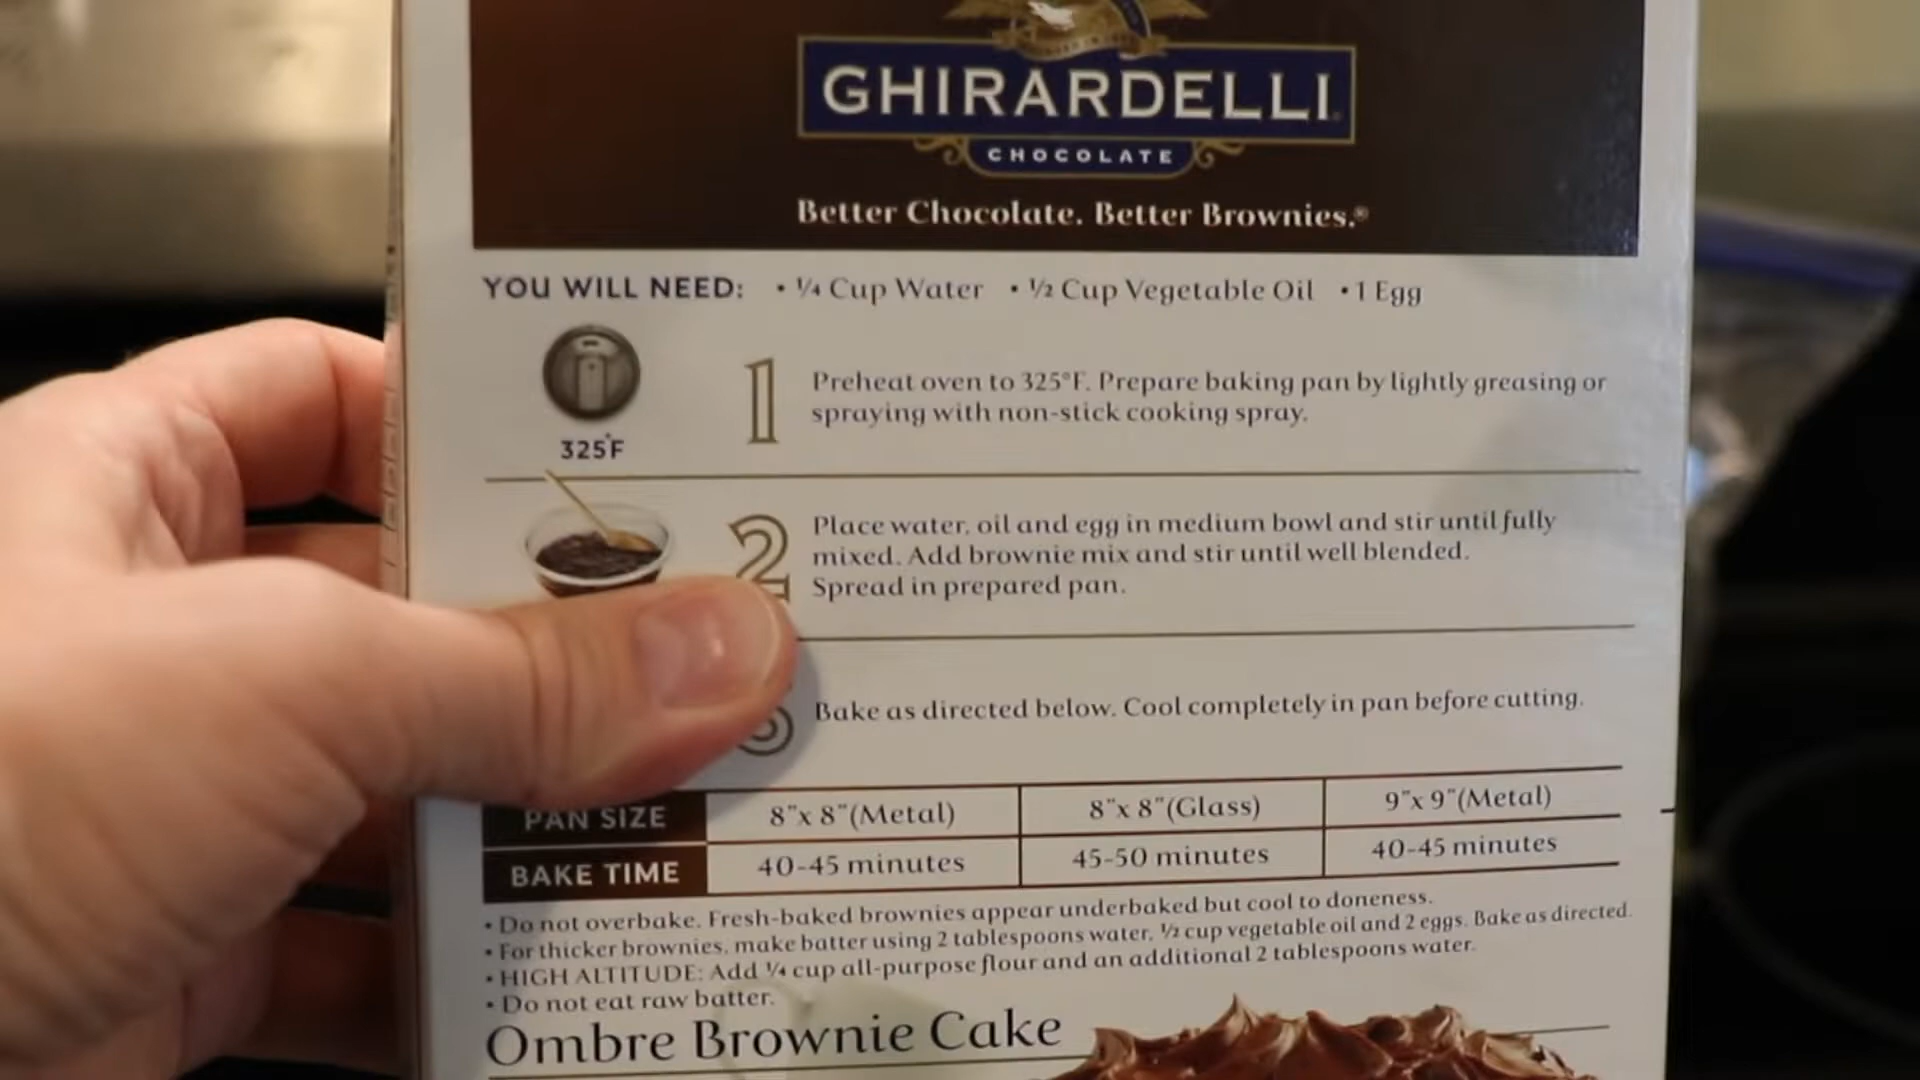 GHIRARDELLI
CHOCOLATE
Better Chocolate. Better Brownies.®
YOU WILL NEED: • ¼ Cup Water • ½ Cup Vegetable Oil • 1 Egg
325°F
1
Preheat oven to 325°F. Prepare baking pan by lightly greasing or
spraying with non-stick cooking spray.
2
Place water, oil and egg in medium bowl and stir until fully
mixed. Add brownie mix and stir until well blended.
Spread in prepared pan.
Bake as directed below. Cool completely in pan before cutting.
PAN SIZE 8"x 8"(Metal) 8"x 8"(Glass) 9"x 9"(Metal)
BAKE TIME 40-45 minutes 45-50 minutes 40-45 minutes
• Do not overbake. Fresh-baked brownies appear underbaked but cool to doneness.
• For thicker brownies, make batter using 2 tablespoons water, ½ cup vegetable oil and 2 eggs. Bake as directed.
• HIGH ALTITUDE: Add ¼ cup all-purpose flour and an additional 2 tablespoons water.
• Do not eat raw batter.
Ombre Brownie Cake